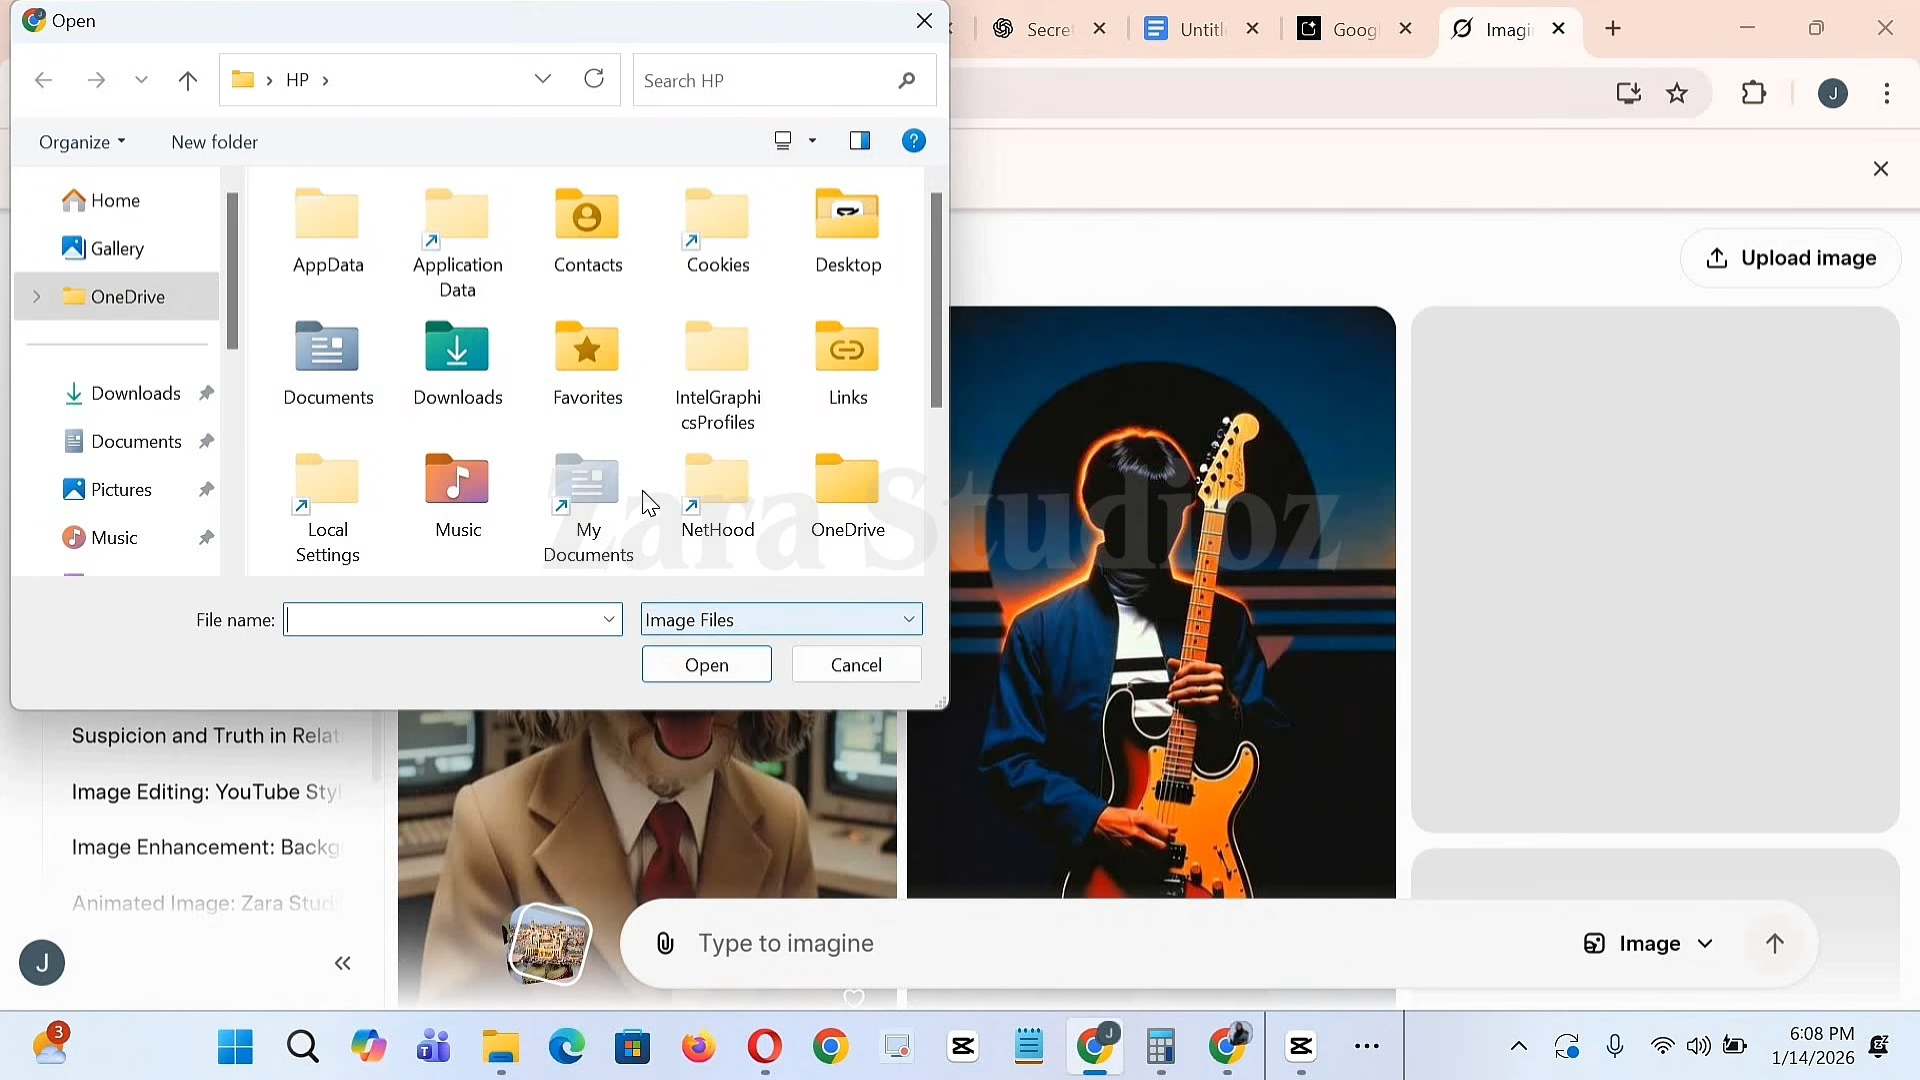 Open
Secre
Untitl
Goog
Imagi
HP
Search HP
J
Organize
New folder
Upload image
Home
Gallery
OneDrive
Downloads
Documents
Pictures
Music
AppData
Application Data
Contacts
Cookies
Desktop
Documents
Downloads
Favorites
IntelGraphicsProfiles
Links
Local Settings
Music
My Documents
NetHood
OneDrive
Zara Studioz
File name:
Image Files
Open
Cancel
Suspicion and Truth in Relat
Image Editing: YouTube Sty
Image Enhancement: Backg
Animated Image: Zara Stud
J
Type to imagine
Image
3
J
6:08 PM
1/14/2026